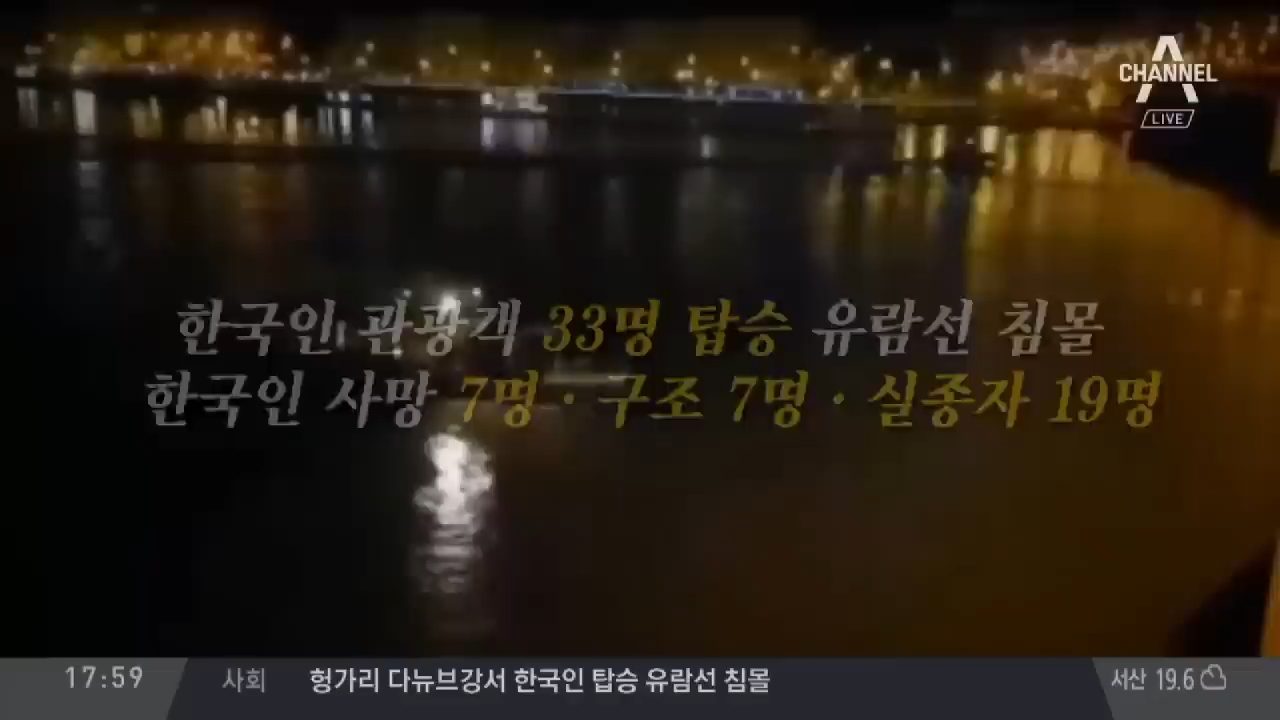 CHANNEL A
LIVE
한국인 관광객 33명 탑승 유람선 침몰
한국인 사망 7명·구조 7명·실종자 19명
17:59 사회 헝가리 다뉴브강서 한국인 탑승 유람선 침몰 서산 19.6